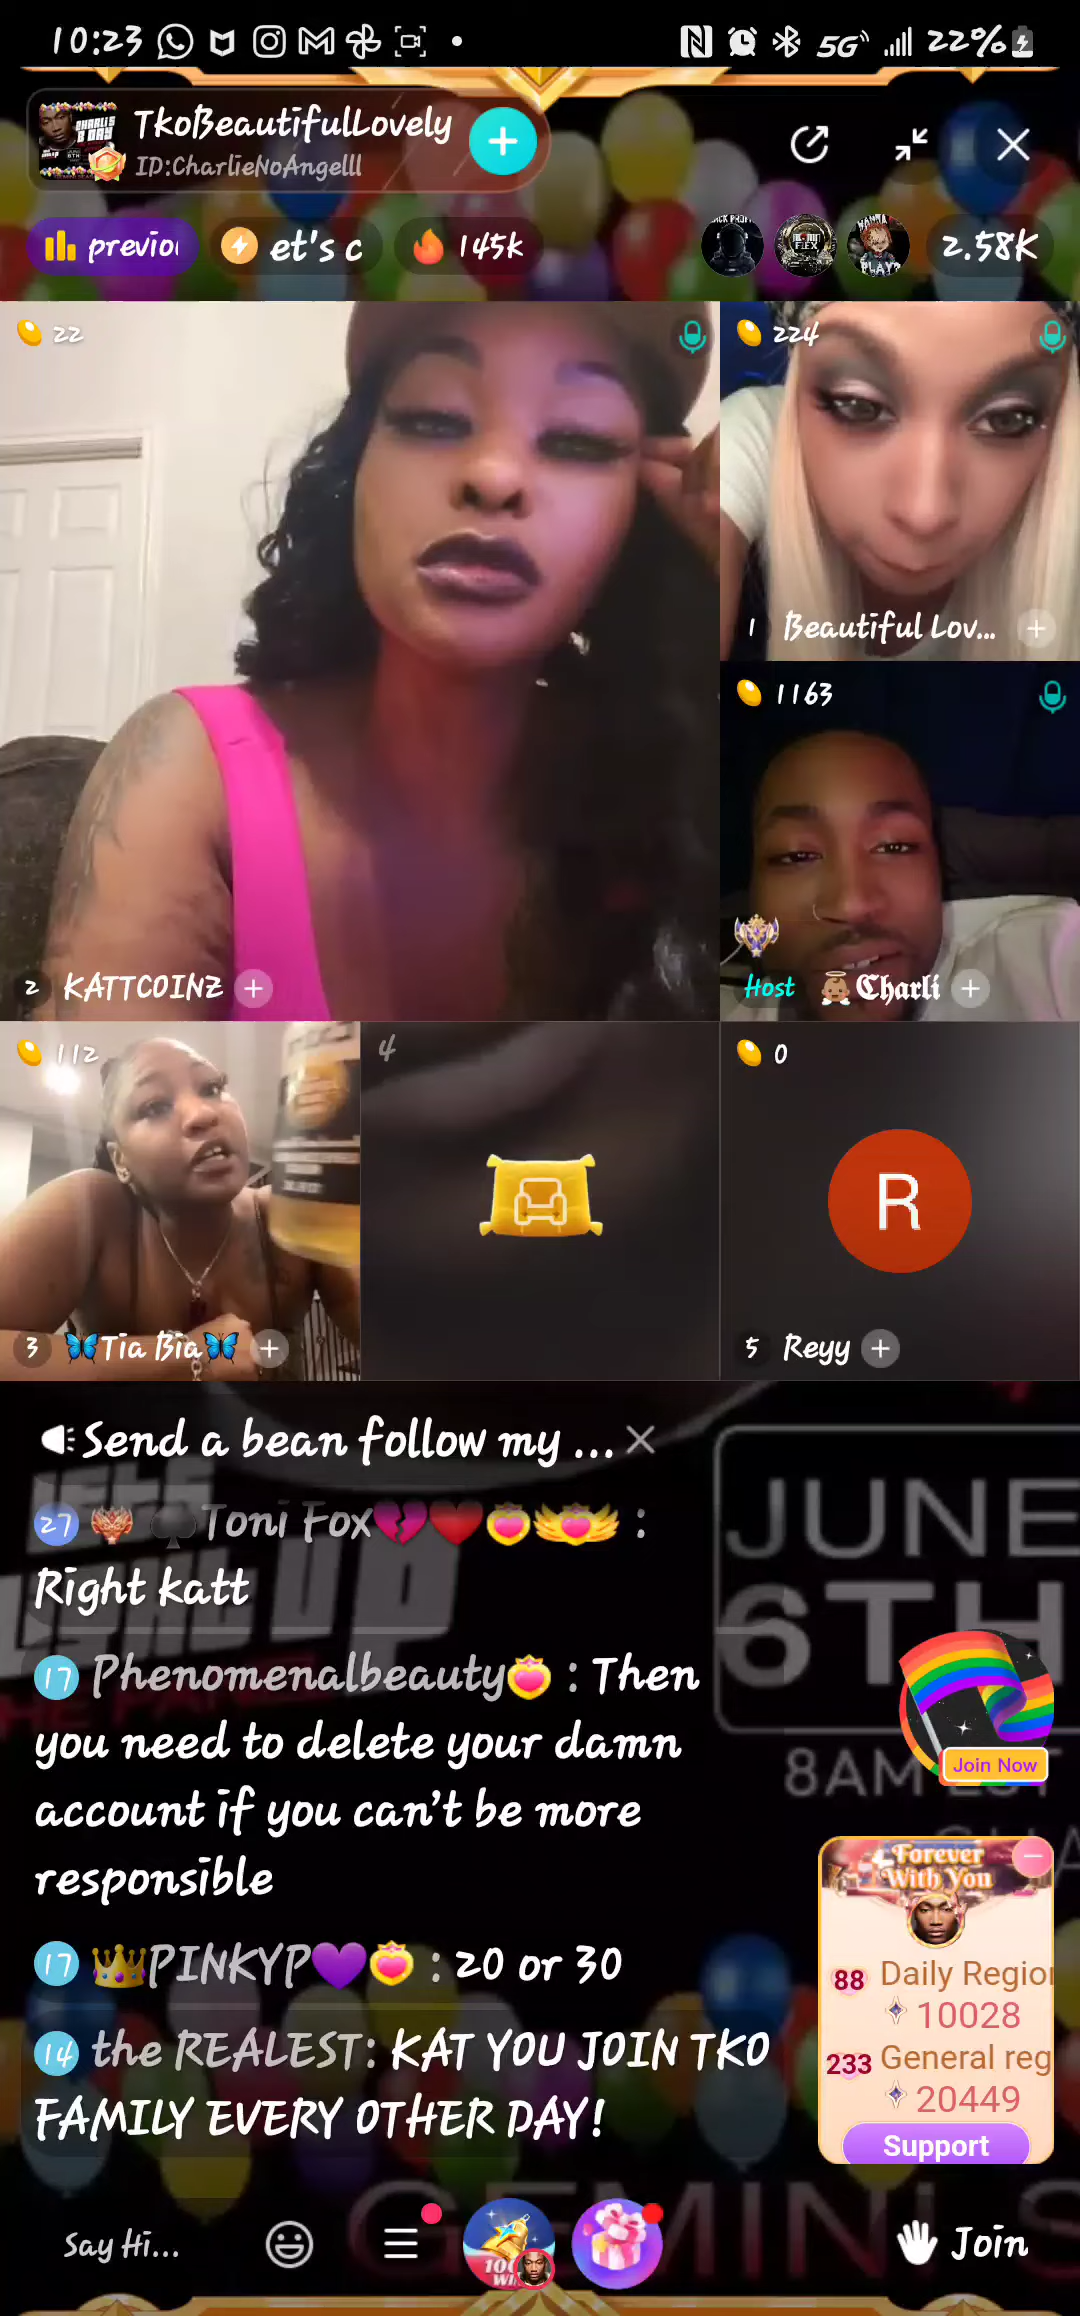 10:23
5G
22%
TkoBeautifulLovely
ID:CharlieNoAngelll
previo
et's c
145k
2.58K
22
224
1 Beautiful Lov...
1163
2 KATTCOINZ
Host Charli
112
4
0
R
3 Tia Bia
5 Reyy
Send a bean follow my ...
27 Toni Fox :
Right katt
17 Phenomenalbeauty : Then
you need to delete your damn
account if you can't be more
responsible
17 PINKYP : 20 or 30
14 the REALEST: KAT YOU JOIN TKO
FAMILY EVERY OTHER DAY!
JUNE
6TH
8AM
Join Now
Forever
With You
88 Daily Region
10028
233 General reg
20449
Support
GEMINI S
Say Hi...
Join